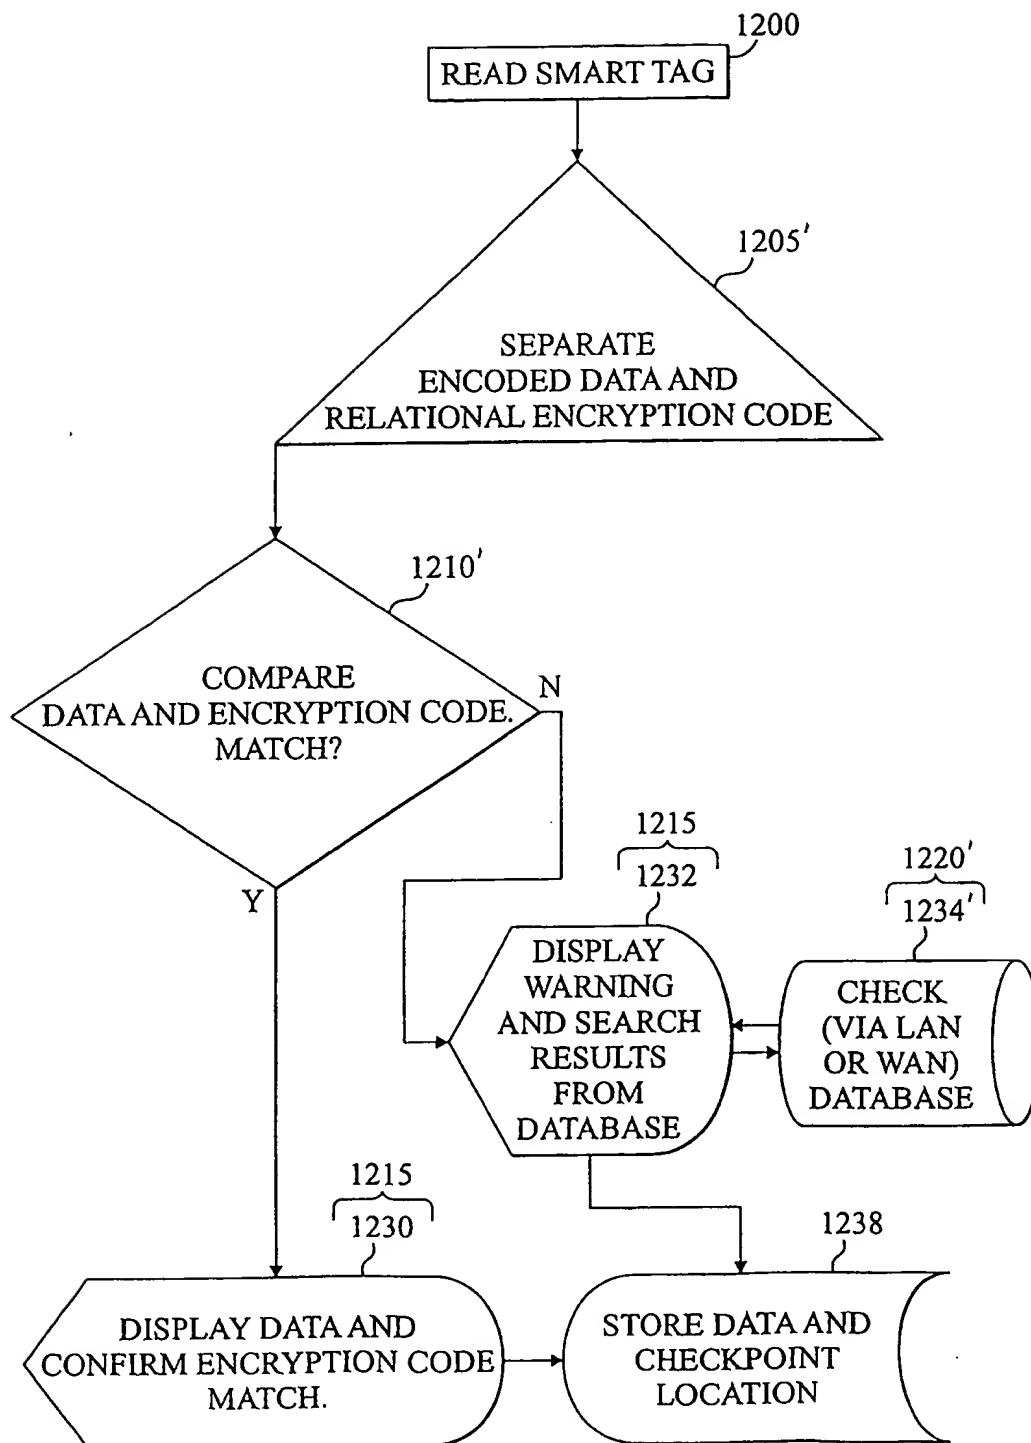 1200
READ SMART TAG
1205'
SEPARATE
ENCODED DATA AND
RELATIONAL ENCRYPTION CODE
1210'
COMPARE
DATA AND ENCRYPTION CODE.
MATCH?
N
Y
1215
1232
DISPLAY
WARNING
AND SEARCH
RESULTS
FROM
DATABASE
1220'
1234'
CHECK
(VIA LAN
OR WAN)
DATABASE
1215
1230
DISPLAY DATA AND
CONFIRM ENCRYPTION CODE
MATCH.
1238
STORE DATA AND
CHECKPOINT
LOCATION